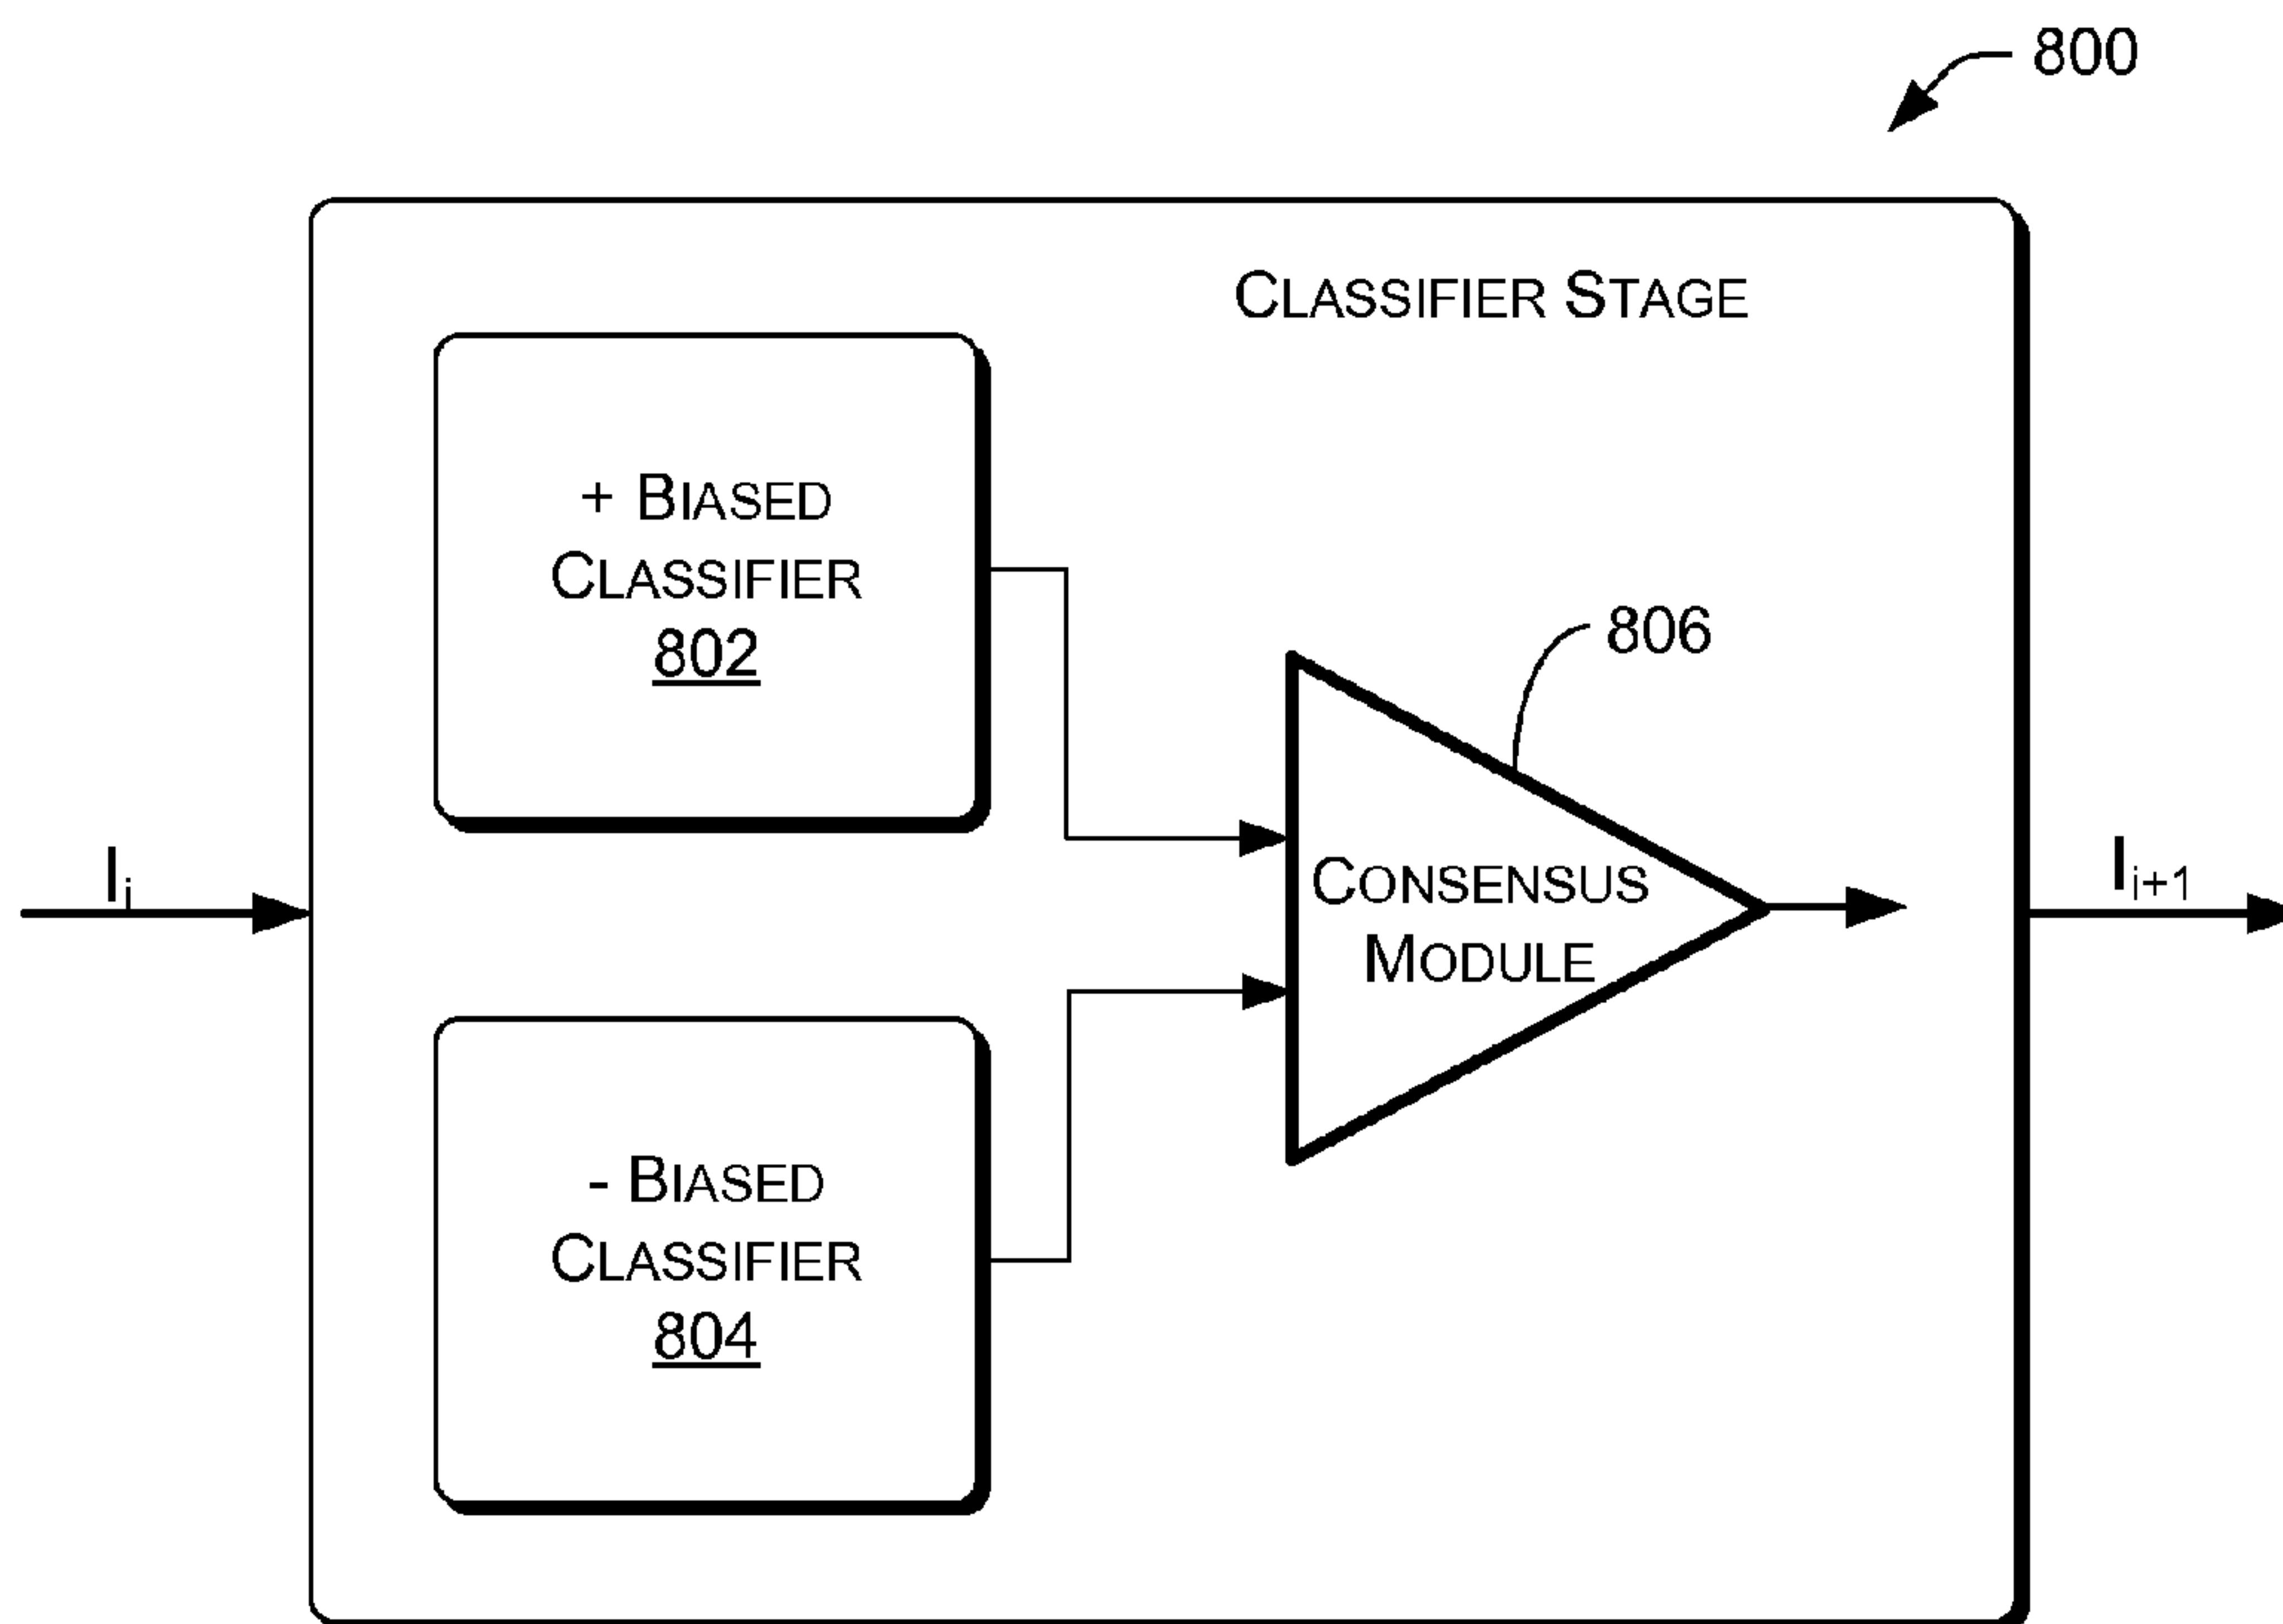 800
CLASSIFIER STAGE
+ BIASED
CLASSIFIER
802
806
Ii
CONSENSUS
MODULE
Ii+1
- BIASED
CLASSIFIER
804